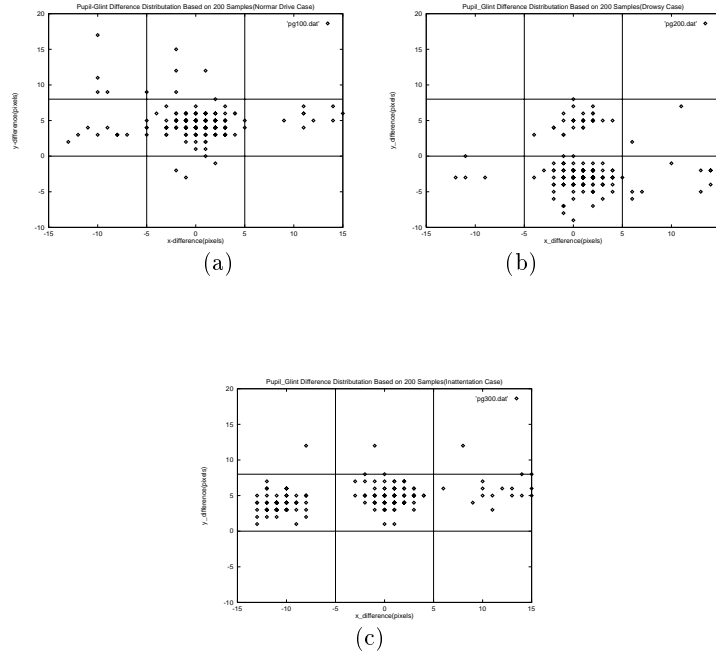 Pupil-Glint Difference Distributation Based on 200 Samples(Normar Drive Case)
20
15
10
5
0
-5
-10
-15
-10
-5
0
5
10
15
y-difference(pixels)
x-difference(pixels)
'pg100.dat'
(a)
Pupil_Glint Difference Distributation Based on 200 Samples(Drowsy Case)
20
15
10
5
0
-5
-10
-15
-10
-5
0
5
10
15
y_difference(pixels)
x_difference(pixels)
'pg200.dat'
(b)
Pupil_Glint Difference Distributation Based on 200 Samples(Inattentation Case)
20
15
10
5
0
-5
-10
-15
-10
-5
0
5
10
15
y_difference(pixels)
x_difference(pixels)
'pg300.dat'
(c)